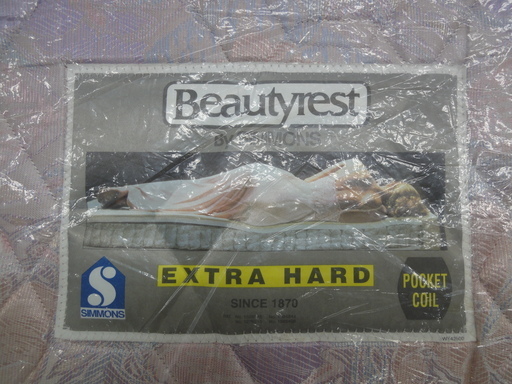 Beautyrest
BY SIMMONS
EXTRA HARD
SINCE 1870
S
SIMMONS
POCKET
COIL